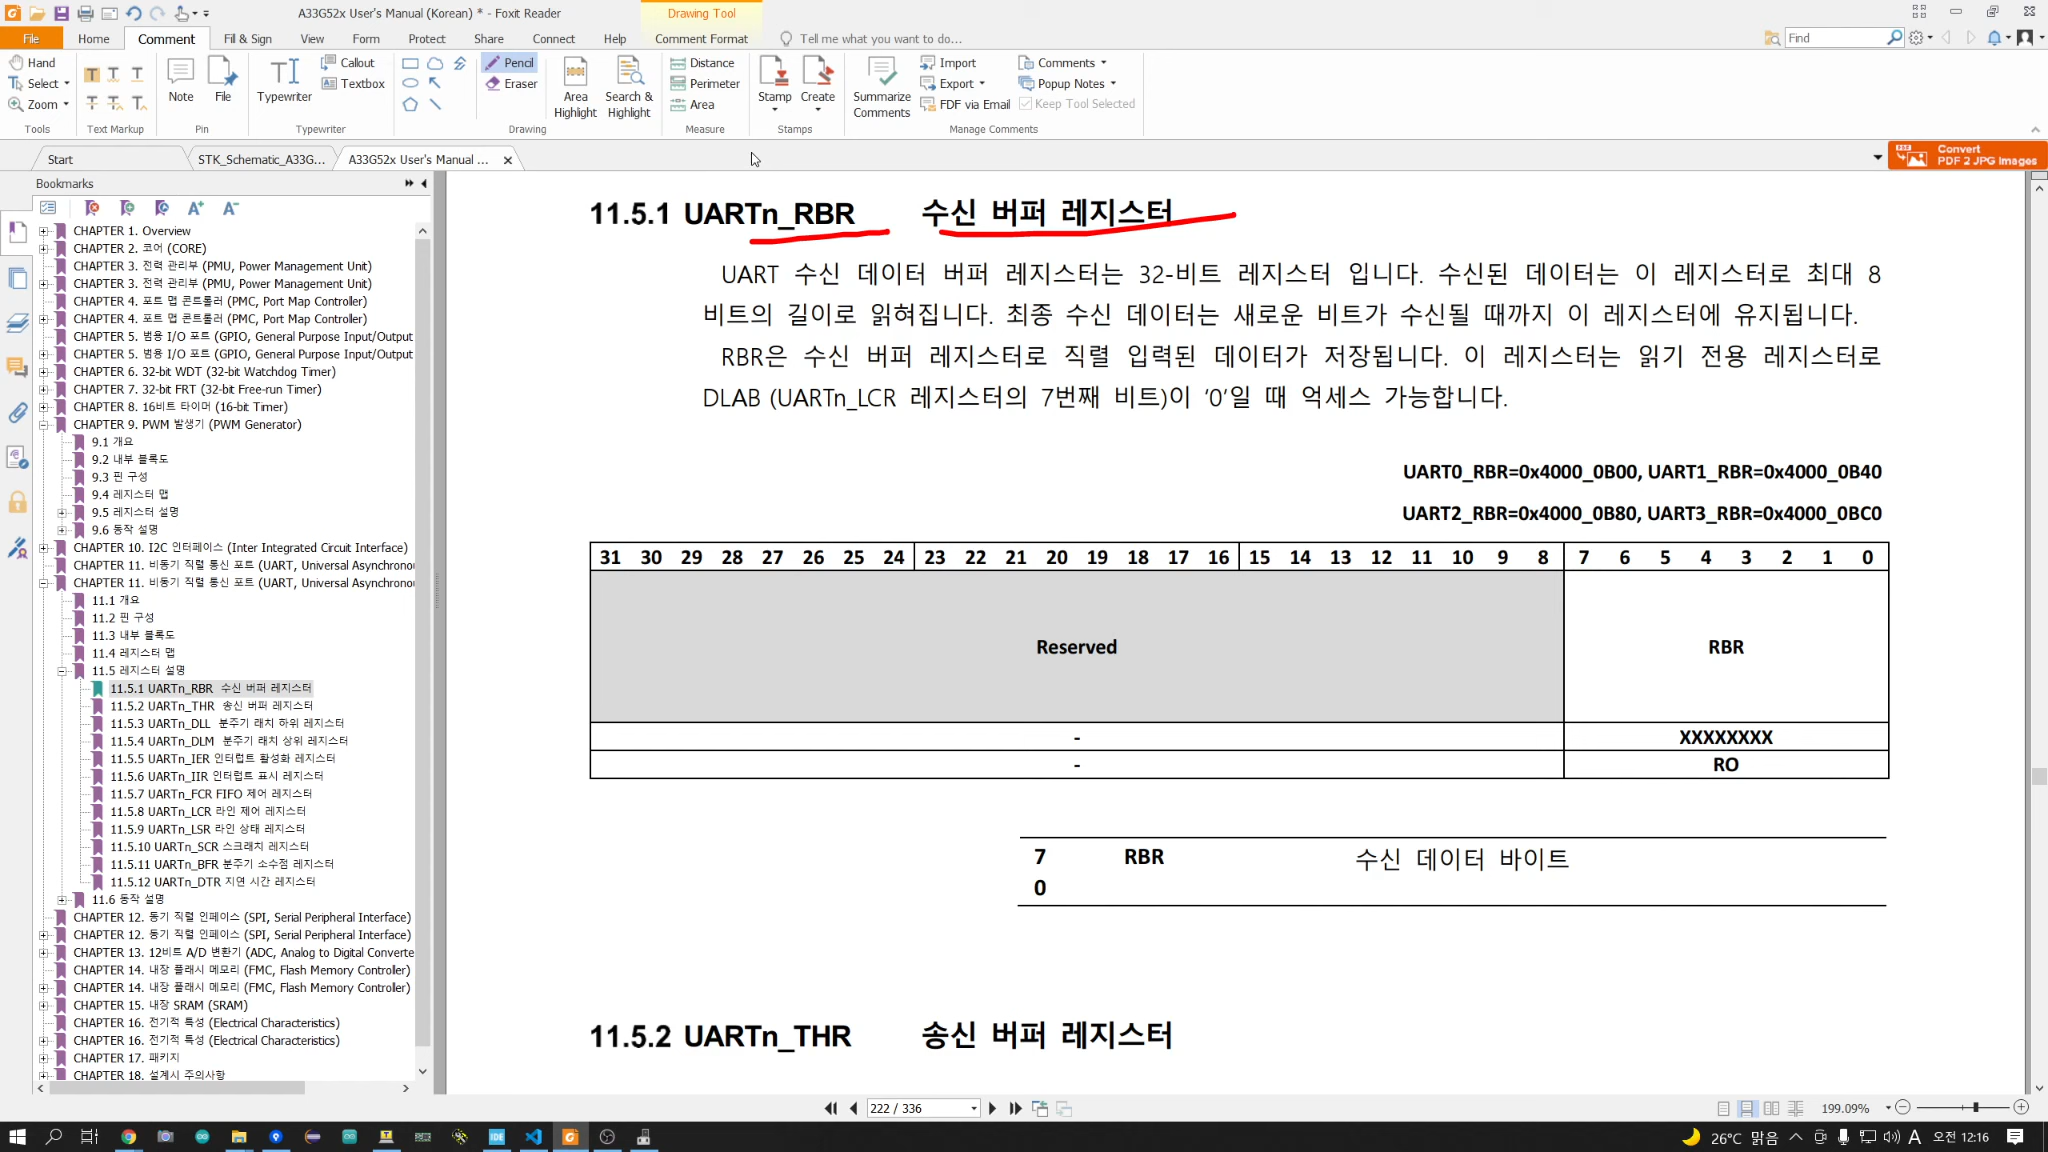 A33G52x User's Manual (Korean) * - Foxit Reader
Drawing Tool
File Home Comment Fill & Sign View Form Protect Share Connect Help Comment Format Tell me what you want to do... Find
Hand
Select
Zoom
Tools
Text Markup
Note File
Pin
Typewriter Callout
Textbox
Typewriter
Pencil
Eraser
Area Highlight
Search & Highlight
Drawing
Distance
Perimeter
Area
Measure
Stamp Create
Stamps
Summarize Comments
Import
Export
FDF via Email
Comments
Popup Notes
Keep Tool Selected
Manage Comments
Start STK_Schematic_A33G... A33G52x User's Manual ...
Convert
PDF 2 JPG Images
Bookmarks
CHAPTER 1. Overview
CHAPTER 2. 코어 (CORE)
CHAPTER 3. 전력 관리부 (PMU, Power Management Unit)
CHAPTER 3. 전력 관리부 (PMU, Power Management Unit)
CHAPTER 4. 포트 맵 콘트롤러 (PMC, Port Map Controller)
CHAPTER 4. 포트 맵 콘트롤러 (PMC, Port Map Controller)
CHAPTER 5. 범용 I/O 포트 (GPIO, General Purpose Input/Output
CHAPTER 5. 범용 I/O 포트 (GPIO, General Purpose Input/Output
CHAPTER 6. 32-bit WDT (32-bit Watchdog Timer)
CHAPTER 7. 32-bit FRT (32-bit Free-run Timer)
CHAPTER 8. 16비트 타이머 (16-bit Timer)
CHAPTER 9. PWM 발생기 (PWM Generator)
9.1 개요
9.2 내부 블록도
9.3 핀 구성
9.4 레지스터 맵
9.5 레지스터 설명
9.6 동작 설명
CHAPTER 10. I2C 인터페이스 (Inter Integrated Circuit Interface)
CHAPTER 11. 비동기 직렬 통신 포트 (UART, Universal Asynchrono
CHAPTER 11. 비동기 직렬 통신 포트 (UART, Universal Asynchrono
11.1 개요
11.2 핀 구성
11.3 내부 블록도
11.4 레지스터 맵
11.5 레지스터 설명
11.5.1 UARTn_RBR 수신 버퍼 레지스터
11.5.2 UARTn_THR 송신 버퍼 레지스터
11.5.3 UARTn_DLL 분주기 래치 하위 레지스터
11.5.4 UARTn_DLM 분주기 래치 상위 레지스터
11.5.5 UARTn_IER 인터럽트 활성화 레지스터
11.5.6 UARTn_IIR 인터럽트 표시 레지스터
11.5.7 UARTn_FCR FIFO 제어 레지스터
11.5.8 UARTn_LCR 라인 제어 레지스터
11.5.9 UARTn_LSR 라인 상태 레지스터
11.5.10 UARTn_SCR 스크래치 레지스터
11.5.11 UARTn_BFR 분주기 소수점 레지스터
11.5.12 UARTn_DTR 지연 시간 레지스터
11.6 동작 설명
CHAPTER 12. 동기 직렬 인터페이스 (SPI, Serial Peripheral Interface)
CHAPTER 12. 동기 직렬 인터페이스 (SPI, Serial Peripheral Interface)
CHAPTER 13. 12비트 A/D 변환기 (ADC, Analog to Digital Converte
CHAPTER 14. 내장 플래시 메모리 (FMC, Flash Memory Controller)
CHAPTER 14. 내장 플래시 메모리 (FMC, Flash Memory Controller)
CHAPTER 15. 내장 SRAM (SRAM)
CHAPTER 16. 전기적 특성 (Electrical Characteristics)
CHAPTER 16. 전기적 특성 (Electrical Characteristics)
CHAPTER 17. 패키지
CHAPTER 18. 설계시 주의사항
11.5.1 UARTn_RBR 수신 버퍼 레지스터
UART 수신 데이터 버퍼 레지스터는 32-비트 레지스터 입니다. 수신된 데이터는 이 레지스터로 최대 8
비트의 길이로 읽혀집니다. 최종 수신 데이터는 새로운 비트가 수신될 때까지 이 레지스터에 유지됩니다.
RBR은 수신 버퍼 레지스터로 직렬 입력된 데이터가 저장됩니다. 이 레지스터는 읽기 전용 레지스터로
DLAB (UARTn_LCR 레지스터의 7번째 비트)이 ‘0’일 때 억세스 가능합니다.
UART0_RBR=0x4000_0B00, UART1_RBR=0x4000_0B40
UART2_RBR=0x4000_0B80, UART3_RBR=0x4000_0BC0
31 30 29 28 27 26 25 24 23 22 21 20 19 18 17 16 15 14 13 12 11 10 9 8 7 6 5 4 3 2 1 0
Reserved RBR
- XXXXXXXX
- RO
7 RBR 수신 데이터 바이트
0
11.5.2 UARTn_THR 송신 버퍼 레지스터
222 / 336
199.09%
26°C 맑음 A 오전 12:16